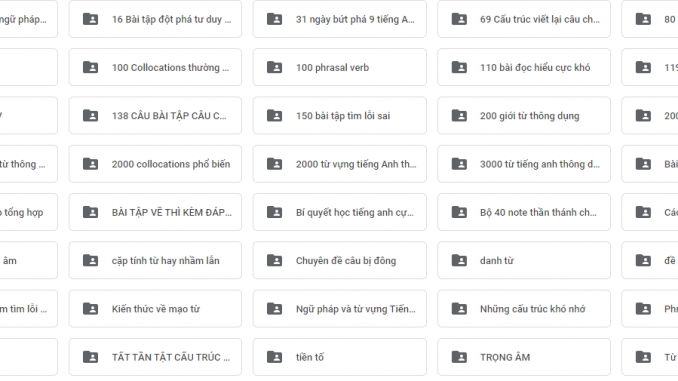 ngữ pháp... 16 Bài tập đột phá tư duy ... 31 ngày bứt phá 9 tiếng A... 69 Cấu trúc viết lại câu ch... 80
100 Collocations thường ... 100 phrasal verb 110 bài đọc hiểu cực khó 119
138 CÂU BÀI TẬP CÂU C... 150 bài tập tìm lỗi sai 200 giới từ thông dụng 200
từ thông ... 2000 collocations phổ biến 2000 từ vựng tiếng Anh th... 3000 từ tiếng anh thông d... Bài
tổng hợp BÀI TẬP VỀ THÌ KÈM ĐÁP... Bí quyết học tiếng anh cự... Bộ 40 note thần thánh ch... Các
âm cặp tính từ hay nhầm lẫn Chuyên đề câu bị động danh từ đề
m tìm lỗi ... Kiến thức về mạo từ Ngữ pháp và từ vựng Tiến... Những cấu trúc khó nhớ Phr
TẤT TẦN TẬT CẤU TRÚC ... tiền tố TRỌNG ÂM Từ